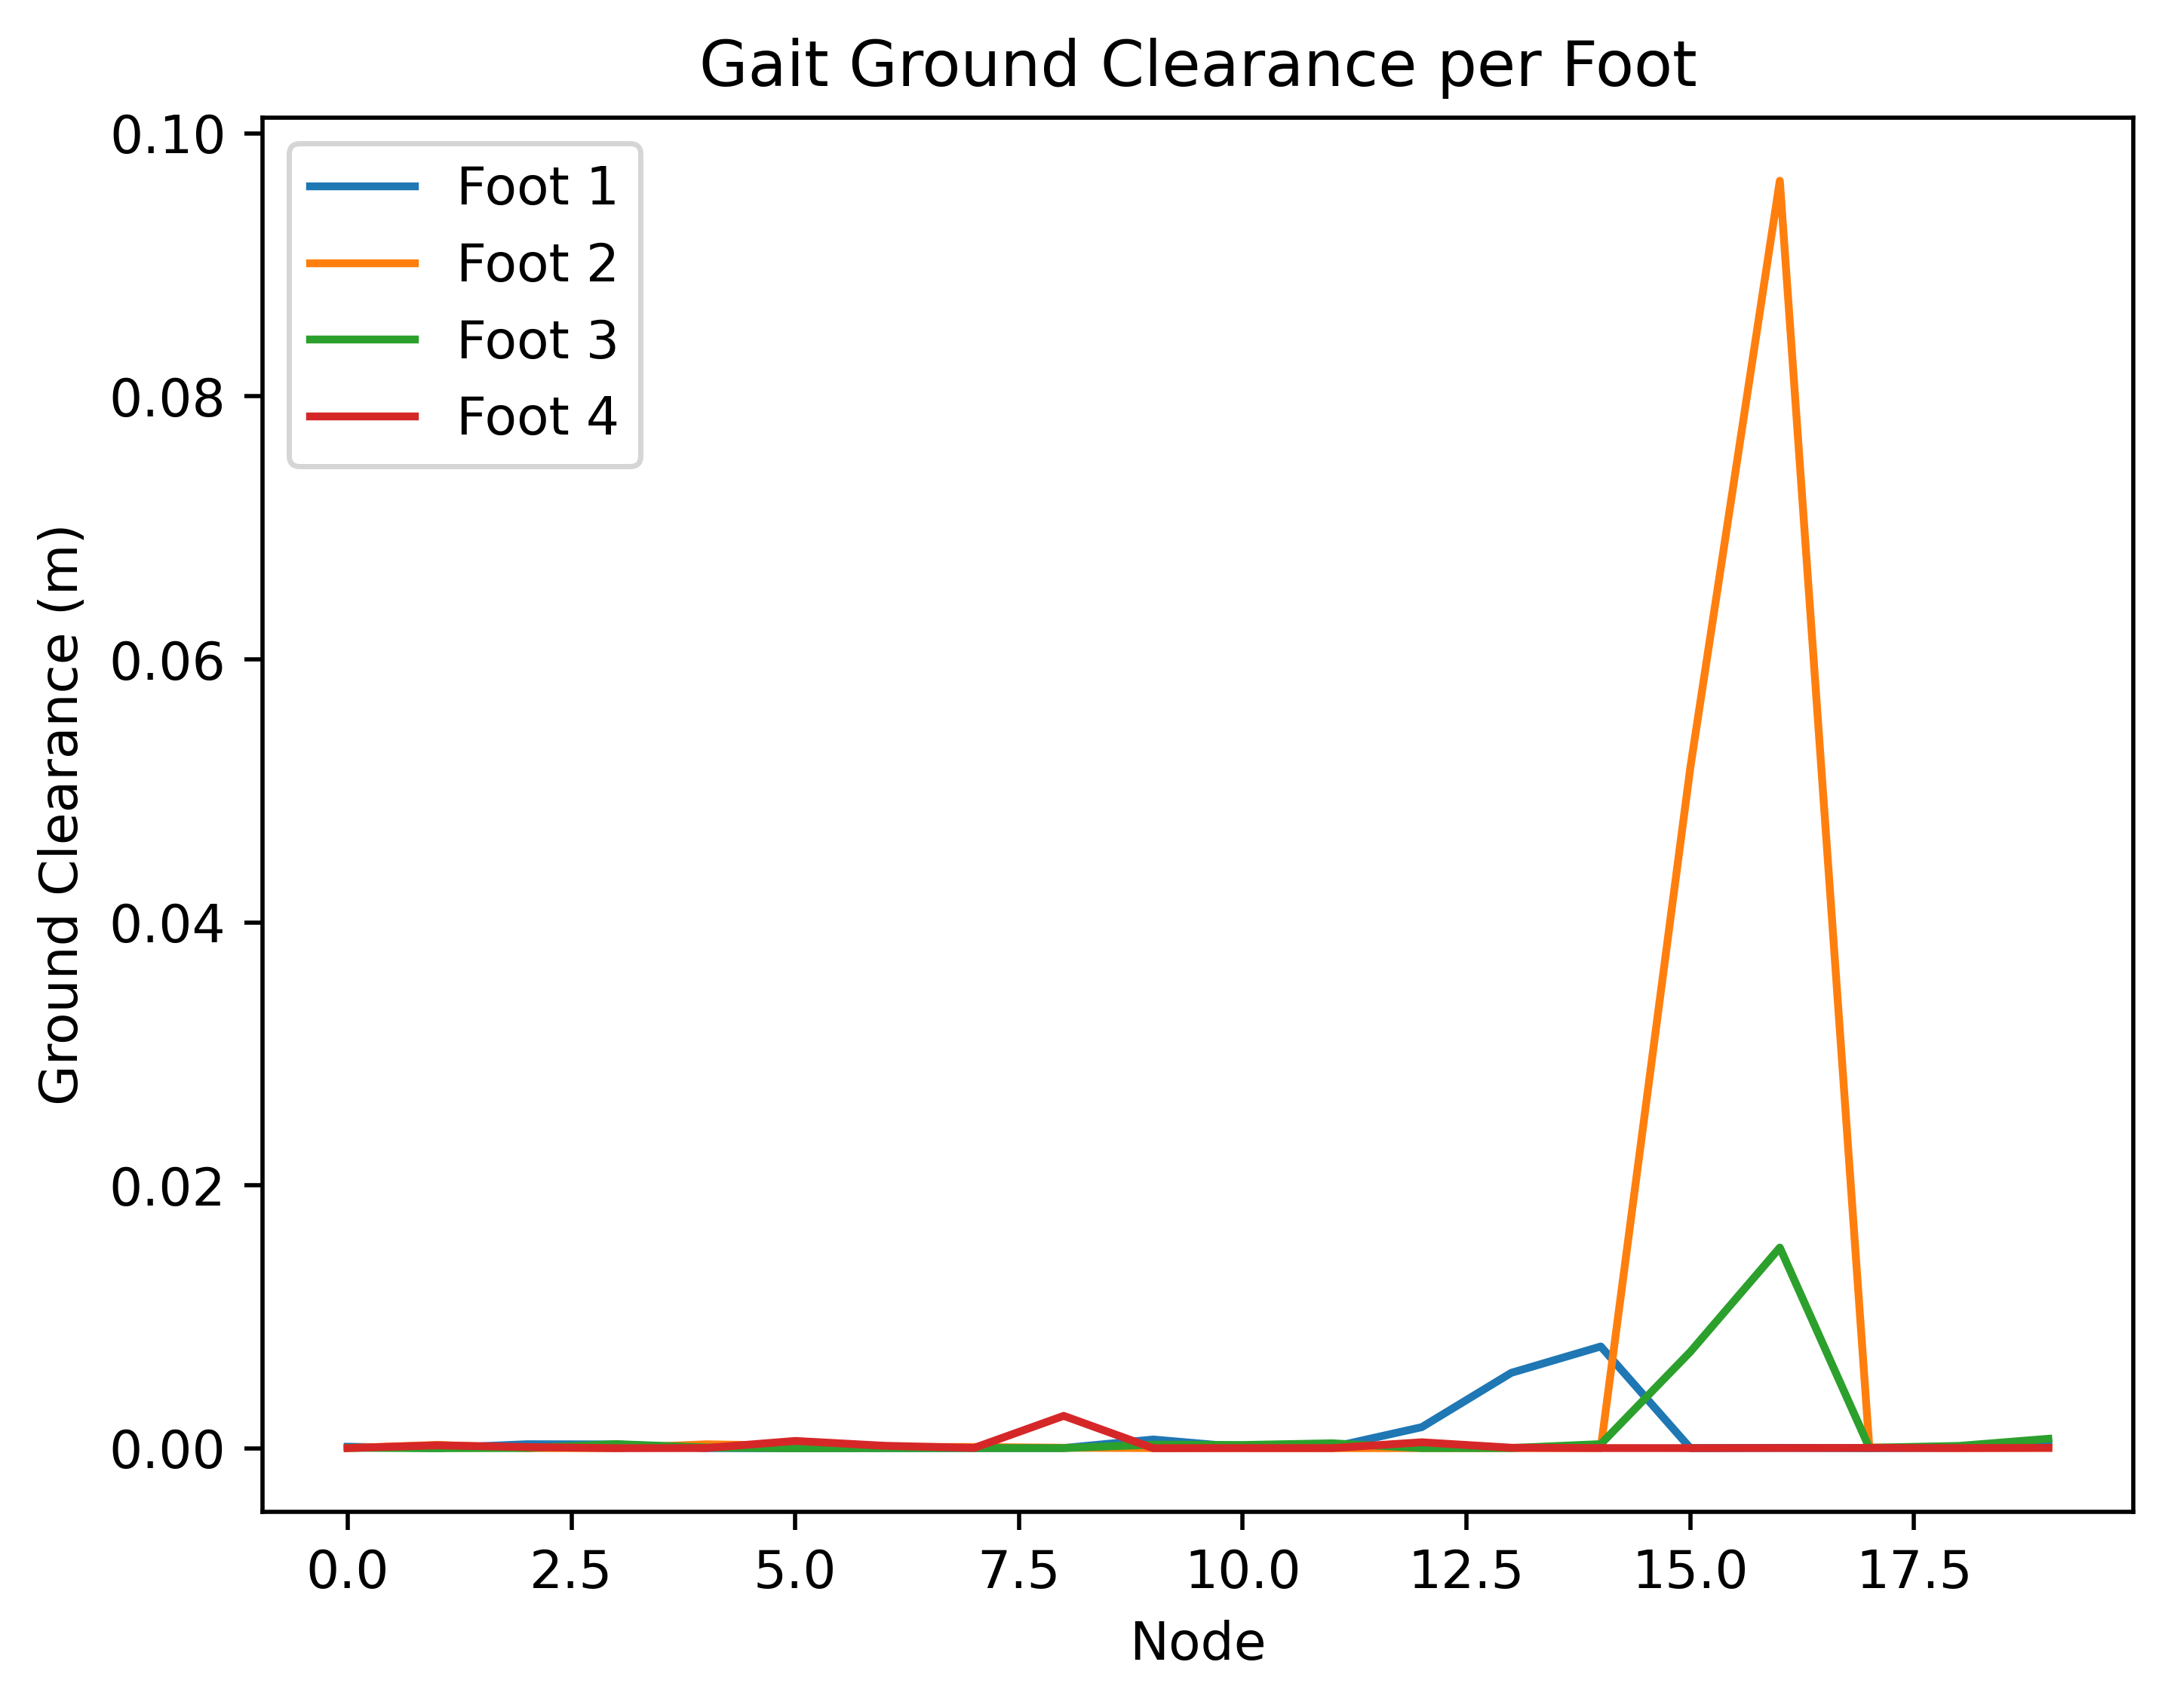 Gait Ground Clearance per Foot
Foot 1
Foot 2
Foot 3
Foot 4
Ground Clearance (m)
0.10
0.08
0.06
0.04
0.02
0.00
0.0 2.5 5.0 7.5 10.0 12.5 15.0 17.5
Node